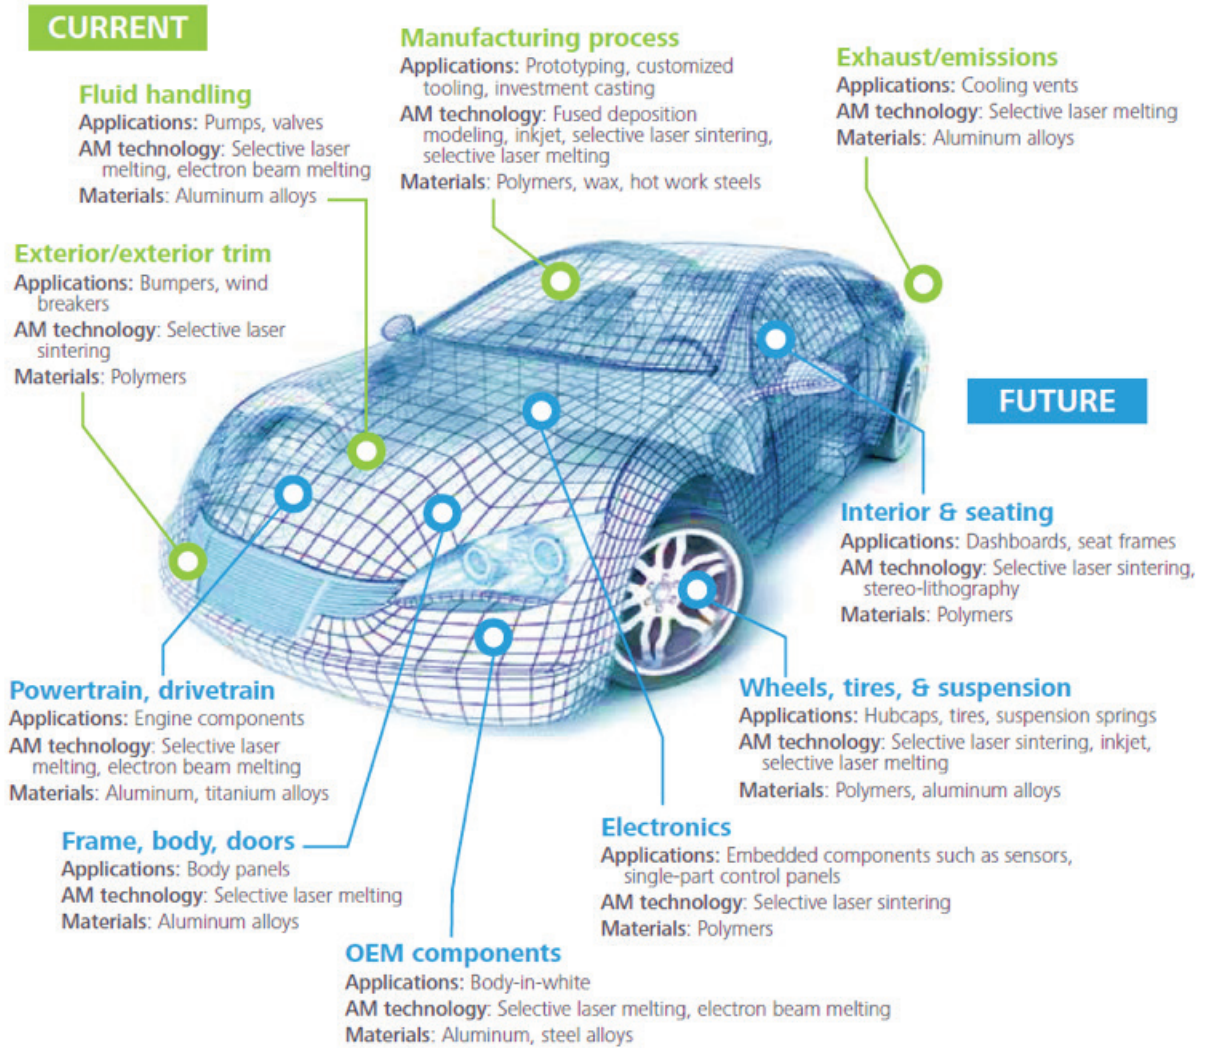 CURRENT
Fluid handling
Applications: Pumps, valves
AM technology: Selective laser
melting, electron beam melting
Materials: Aluminum alloys
Manufacturing process
Applications: Prototyping, customized
tooling, investment casting
AM technology: Fused deposition
modeling, inkjet, selective laser sintering,
selective laser melting
Materials: Polymers, wax, hot work steels
Exhaust/emissions
Applications: Cooling vents
AM technology: Selective laser melting
Materials: Aluminum alloys
Exterior/exterior trim
Applications: Bumpers, wind
breakers
AM technology: Selective laser
sintering
Materials: Polymers
FUTURE
Interior & seating
Applications: Dashboards, seat frames
AM technology: Selective laser sintering,
stereo-lithography
Materials: Polymers
Powertrain, drivetrain
Applications: Engine components
AM technology: Selective laser
melting, electron beam melting
Materials: Aluminum, titanium alloys
Wheels, tires, & suspension
Applications: Hubcaps, tires, suspension springs
AM technology: Selective laser sintering, inkjet,
selective laser melting
Materials: Polymers, aluminum alloys
Frame, body, doors
Applications: Body panels
AM technology: Selective laser melting
Materials: Aluminum alloys
Electronics
Applications: Embedded components such as sensors,
single-part control panels
AM technology: Selective laser sintering
Materials: Polymers
OEM components
Applications: Body-in-white
AM technology: Selective laser melting, electron beam melting
Materials: Aluminum, steel alloys